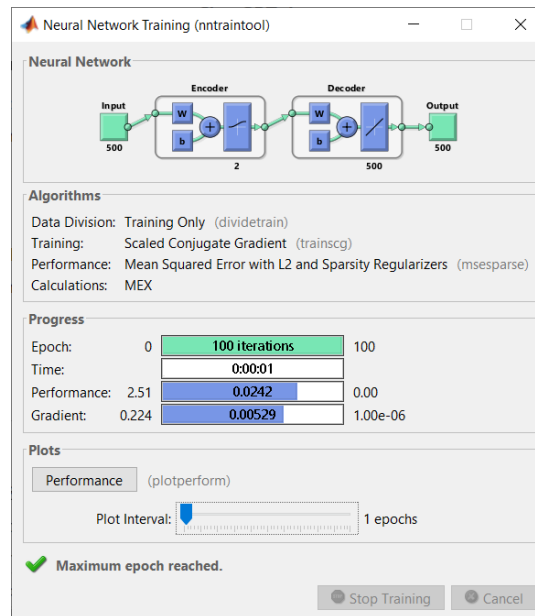 Neural Network Training (nntraintool)
Neural Network
Encoder Decoder
Input Output
W W
b b
500 500
2 500
Algorithms
Data Division: Training Only (dividetrain)
Training: Scaled Conjugate Gradient (trainscg)
Performance: Mean Squared Error with L2 and Sparsity Regularizers (msesparse)
Calculations: MEX
Progress
Epoch: 0 100 iterations 100
Time: 0:00:01
Performance: 2.51 0.0242 0.00
Gradient: 0.224 0.00529 1.00e-06
Plots
Performance (plotperform)
Plot Interval: 1 epochs
Maximum epoch reached.
Stop Training Cancel